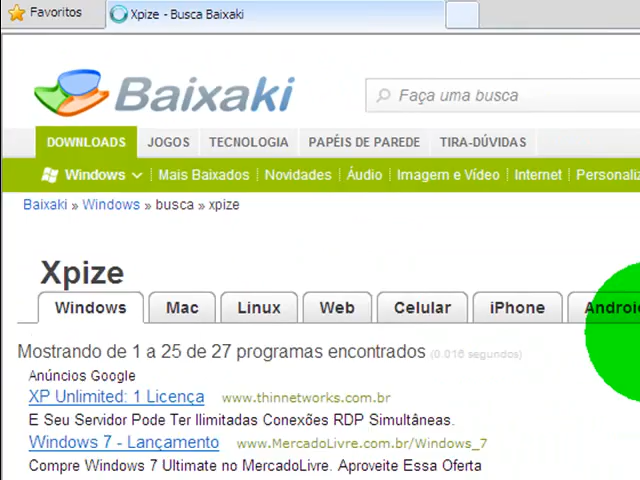 Favoritos Xpize - Busca Baixaki
Baixaki Faça uma busca
DOWNLOADS JOGOS TECNOLOGIA PAPÉIS DE PAREDE TIRA-DÚVIDAS
Windows Mais Baixados Novidades Áudio Imagem e Vídeo Internet Personaliz
Baixaki » Windows » busca » xpize
Xpize
Windows Mac Linux Web Celular iPhone Android
Mostrando de 1 a 25 de 27 programas encontrados (0.016 segundos)
Anúncios Google
XP Unlimited: 1 Licença www.thinnetworks.com.br
E Seu Servidor Pode Ter Ilimitadas Conexões RDP Simultâneas.
Windows 7 - Lançamento www.MercadoLivre.com.br/Windows_7
Compre Windows 7 Ultimate no MercadoLivre. Aproveite Essa Oferta